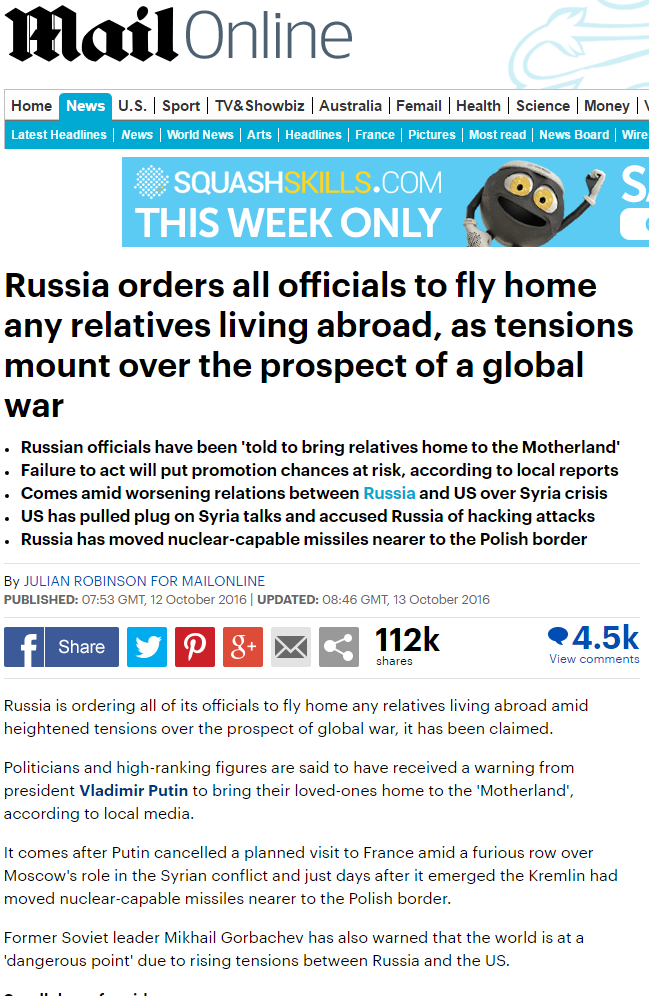 Mail Online
Home News U.S. Sport TV&Showbiz Australia Femail Health Science Money
Latest Headlines News World News Arts Headlines France Pictures Most read News Board Wire
SQUASHSKILLS.COM
THIS WEEK ONLY
Russia orders all officials to fly home
any relatives living abroad, as tensions
mount over the prospect of a global
war
• Russian officials have been 'told to bring relatives home to the Motherland'
• Failure to act will put promotion chances at risk, according to local reports
• Comes amid worsening relations between Russia and US over Syria crisis
• US has pulled plug on Syria talks and accused Russia of hacking attacks
• Russia has moved nuclear-capable missiles nearer to the Polish border
By JULIAN ROBINSON FOR MAILONLINE
PUBLISHED: 07:53 GMT, 12 October 2016 | UPDATED: 08:46 GMT, 13 October 2016
f Share g+ 112k 4.5k
shares View comments
Russia is ordering all of its officials to fly home any relatives living abroad amid
heightened tensions over the prospect of global war, it has been claimed.
Politicians and high-ranking figures are said to have received a warning from
president Vladimir Putin to bring their loved-ones home to the 'Motherland',
according to local media.
It comes after Putin cancelled a planned visit to France amid a furious row over
Moscow's role in the Syrian conflict and just days after it emerged the Kremlin had
moved nuclear-capable missiles nearer to the Polish border.
Former Soviet leader Mikhail Gorbachev has also warned that the world is at a
'dangerous point' due to rising tensions between Russia and the US.